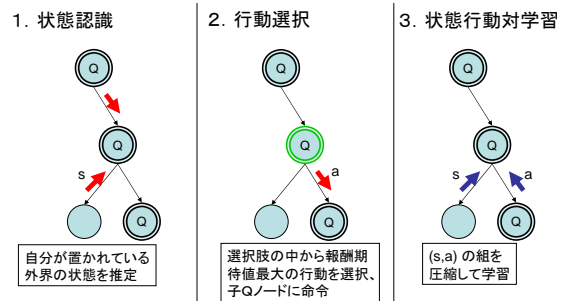 1. 状態認識
Q
Q
s
Q
自分が置かれている
外界の状態を推定
2. 行動選択
Q
a
Q
選択肢の中から報酬期
待値最大の行動を選択、
子Qノードに命令
3. 状態行動対学習
Q
Q
s
a
Q
(s,a) の組を
圧縮して学習